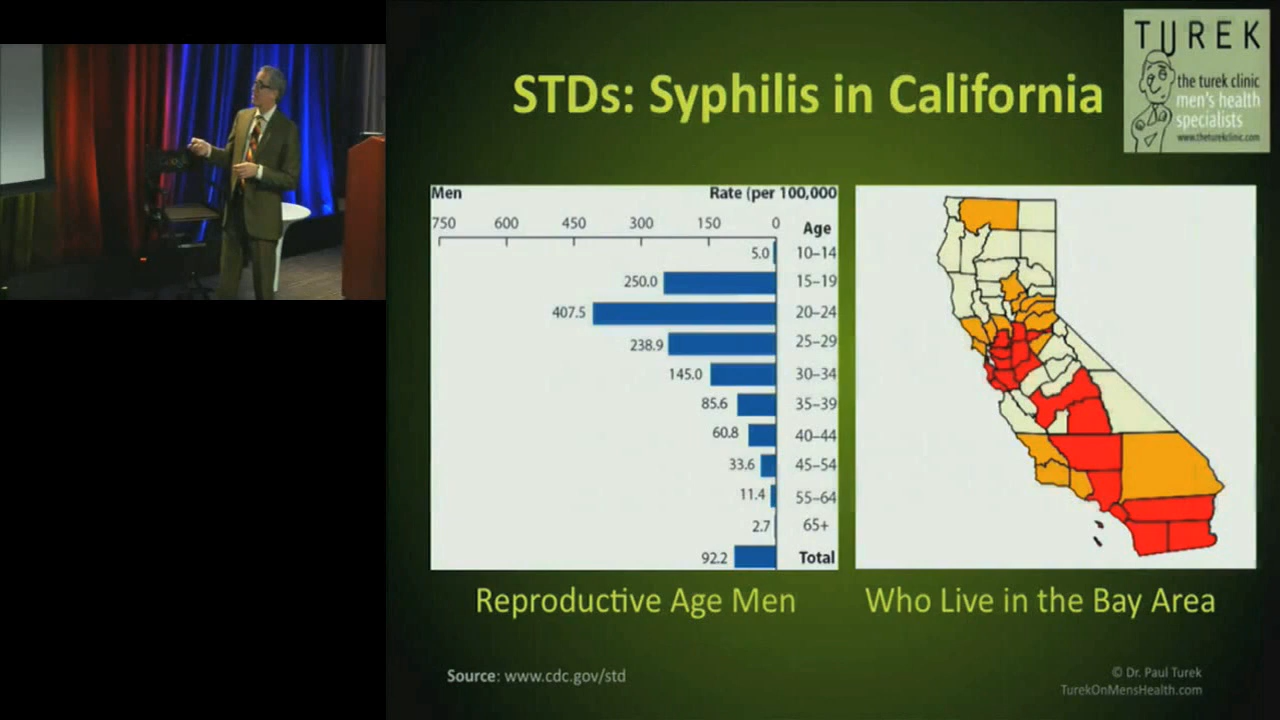 TUREK
the turek clinic
men's health
specialists
www.theturekclinic.com
STDs: Syphilis in California
Men Rate (per 100,000
750 600 450 300 150 0 Age
5.0 10–14
250.0 15–19
407.5 20–24
238.9 25–29
145.0 30–34
85.6 35–39
60.8 40–44
33.6 45–54
11.4 55–64
2.7 65+
92.2 Total
Reproductive Age Men
Who Live in the Bay Area
Source: www.cdc.gov/std
© Dr. Paul Turek
TurekOnMensHealth.com